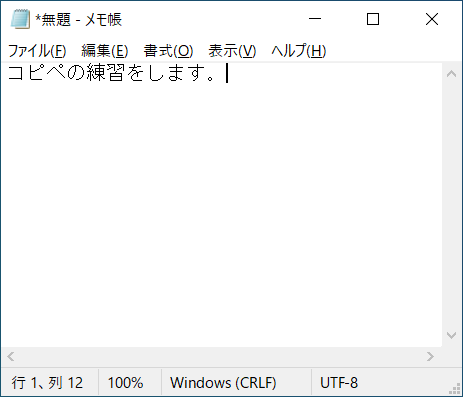 *無題 - メモ帳
ファイル(F) 編集(E) 書式(O) 表示(V) ヘルプ(H)
コピペの練習をします。
行 1、列 12 100% Windows (CRLF) UTF-8